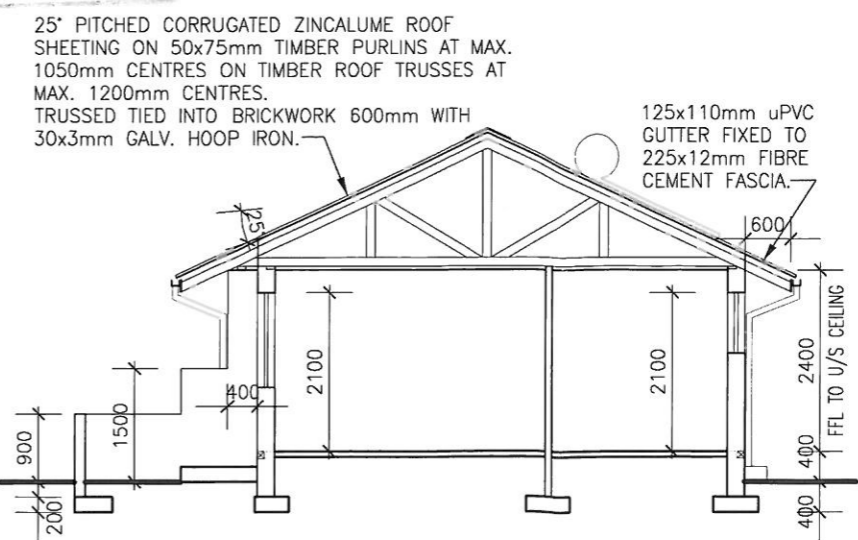 25° PITCHED CORRUGATED ZINCALUME ROOF
SHEETING ON 50x75mm TIMBER PURLINS AT MAX.
1050mm CENTRES ON TIMBER ROOF TRUSSES AT
MAX. 1200mm CENTRES.
TRUSSED TIED INTO BRICKWORK 600mm WITH
30x3mm GALV. HOOP IRON.
125x110mm uPVC
GUTTER FIXED TO
225x12mm FIBRE
CEMENT FASCIA.
25°
600
2100
2100
400
1500
900
200
2400
FFL TO U/S CEILING
400
400